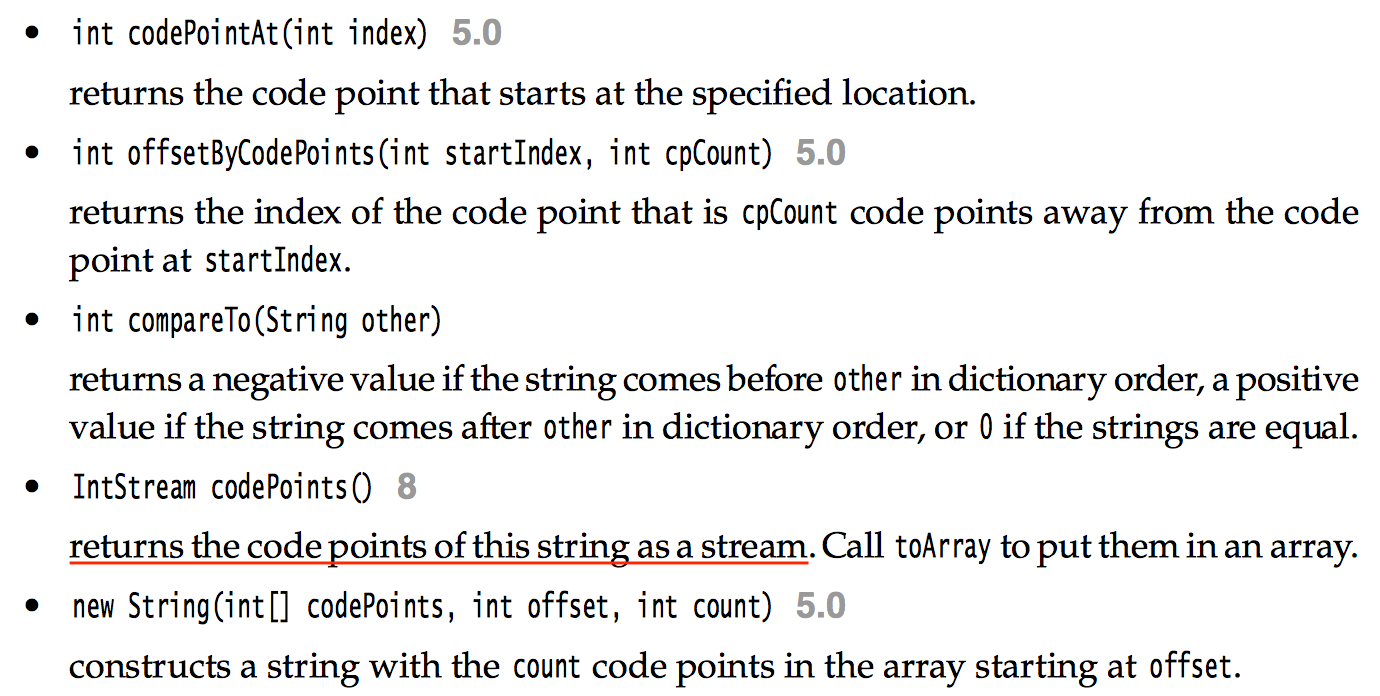 • int codePointAt(int index) 5.0
returns the code point that starts at the specified location.
• int offsetByCodePoints(int startIndex, int cpCount) 5.0
returns the index of the code point that is cpCount code points away from the code
point at startIndex.
• int compareTo(String other)
returns a negative value if the string comes before other in dictionary order, a positive
value if the string comes after other in dictionary order, or 0 if the strings are equal.
• IntStream codePoints() 8
returns the code points of this string as a stream. Call toArray to put them in an array.
• new String(int[] codePoints, int offset, int count) 5.0
constructs a string with the count code points in the array starting at offset.